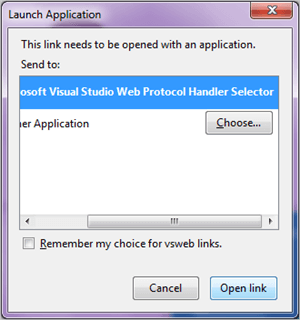 Launch Application
This link needs to be opened with an application.
Send to:
osoft Visual Studio Web Protocol Handler Selector
er Application
Choose...
Remember my choice for vsweb links.
Cancel
Open link